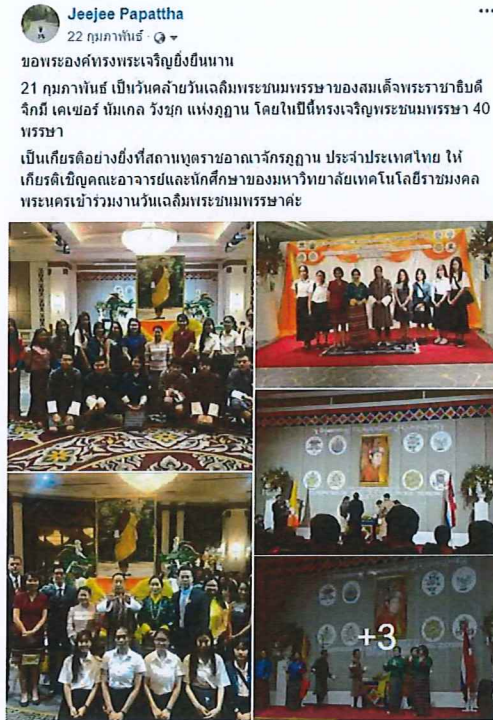 Jeejee Papattha
22 กุมภาพันธ์
ขอพระองค์ทรงพระเจริญยิ่งยืนนาน
21 กุมภาพันธ์ เป็นวันคล้ายวันเฉลิมพระชนมพรรษาของสมเด็จพระราชาธิบดี
จิกมี เคเซอร์ นัมเกล วังชุก แห่งภูฏาน โดยในปีนี้ทรงเจริญพระชนมพรรษา 40
พรรษา
เป็นเกียรติอย่างยิ่งที่สถานทูตราชอาณาจักรภูฏาน ประจำประเทศไทย ให้
เกียรติเชิญคณะอาจารย์และนักศึกษาของมหาวิทยาลัยเทคโนโลยีราชมงคล
พระนครเข้าร่วมงานวันเฉลิมพระชนมพรรษาค่ะ
+3